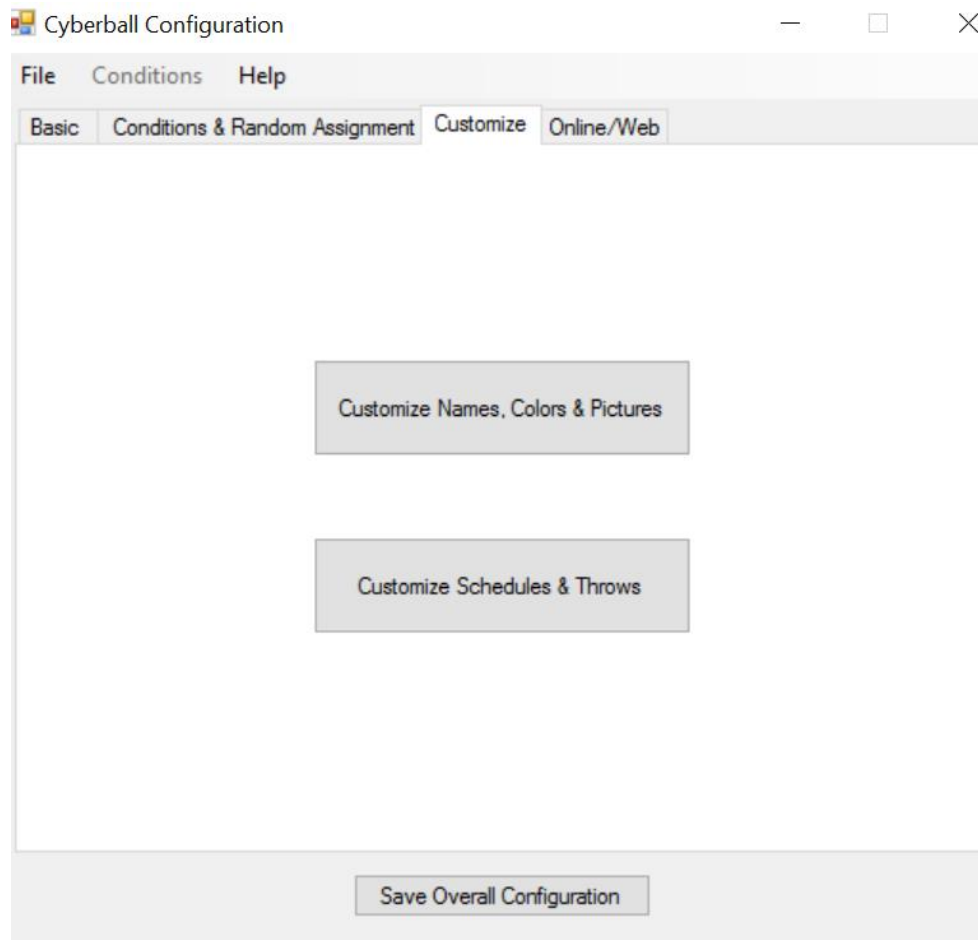 Cyberball Configuration
File Conditions Help
Basic Conditions & Random Assignment Customize Online/Web
Customize Names, Colors & Pictures
Customize Schedules & Throws
Save Overall Configuration